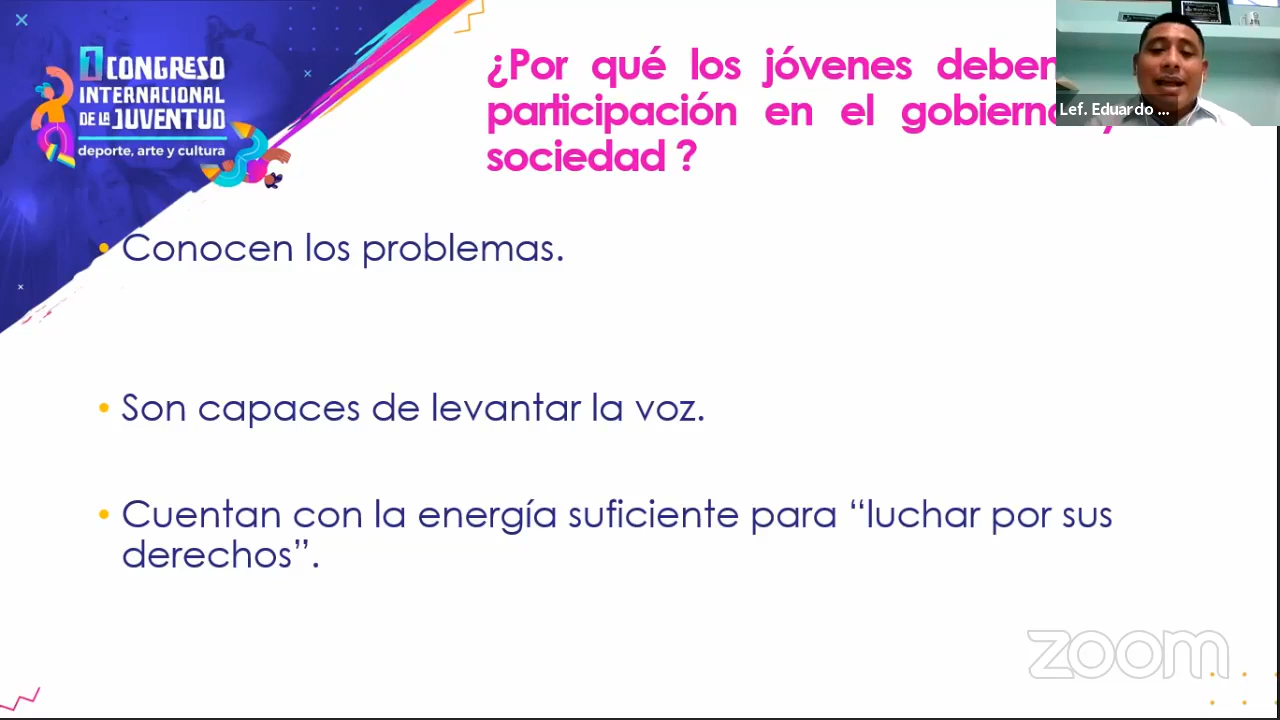 1 CONGRESO
INTERNACIONAL
DE LA JUVENTUD
deporte, arte y cultura
¿Por qué los jóvenes deben
participación en el gobierno y
sociedad ?
Lef. Eduardo ...
• Conocen los problemas.
• Son capaces de levantar la voz.
• Cuentan con la energía suficiente para “luchar por sus
derechos”.
zoom